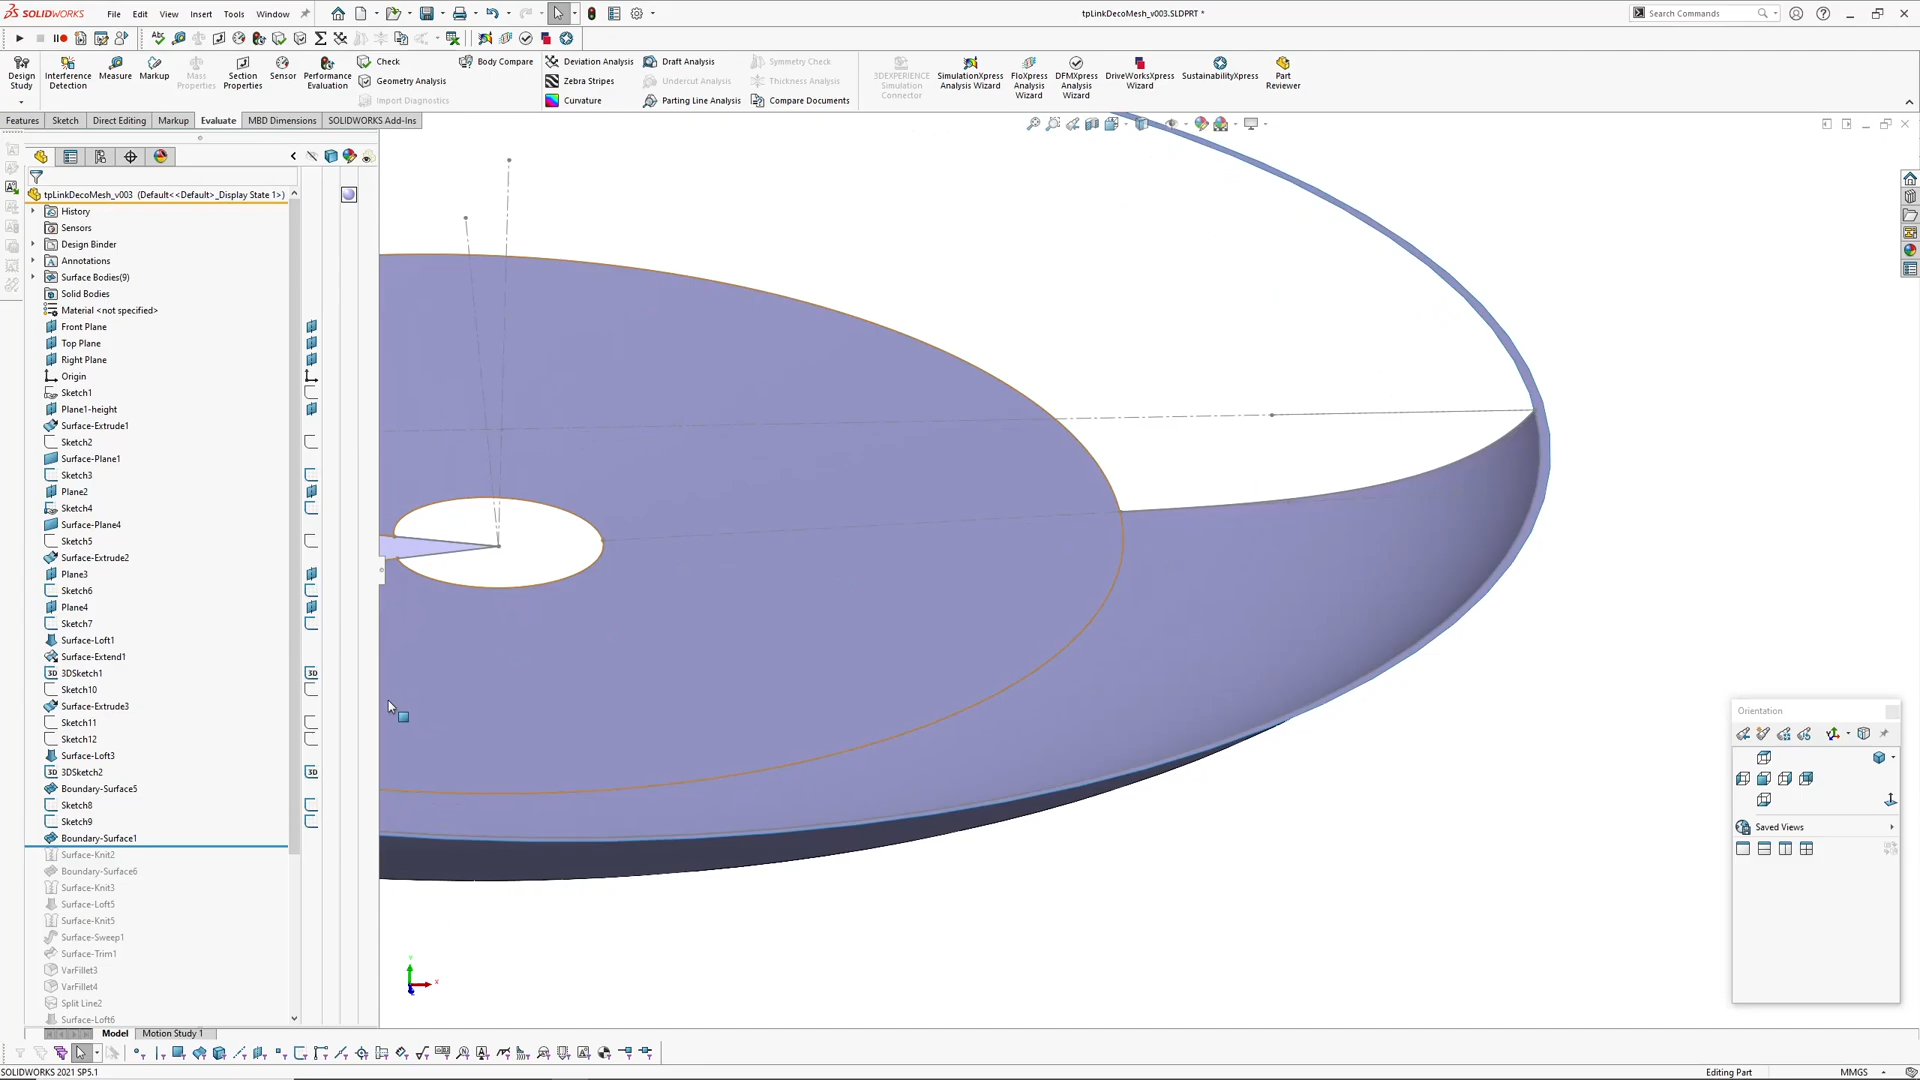 SOLIDWORKS
File
Edit
View
Insert
Tools
Window
tpLinkDecoMesh_v003.SLDPRT *
Search Commands
Design Study
Interference Detection
Measure
Markup
Mass Properties
Section Properties
Sensor
Performance Evaluation
Check
Geometry Analysis
Import Diagnostics
Body Compare
Deviation Analysis
Zebra Stripes
Curvature
Draft Analysis
Undercut Analysis
Parting Line Analysis
Symmetry Check
Thickness Analysis
Compare Documents
3DEXPERIENCE Simulation Connector
SimulationXpress Analysis Wizard
FloXpress Analysis Wizard
DFMXpress Analysis Wizard
DriveWorksXpress Wizard
SustainabilityXpress
Part Reviewer
Features
Sketch
Direct Editing
Markup
Evaluate
MBD Dimensions
SOLIDWORKS Add-Ins
tpLinkDecoMesh_v003 (Default<<Default>_Display State 1>)
History
Sensors
Design Binder
Annotations
Surface Bodies(9)
Solid Bodies
Material <not specified>
Front Plane
Top Plane
Right Plane
Origin
Sketch1
Plane1-height
Surface-Extrude1
Sketch2
Surface-Plane1
Sketch3
Plane2
Sketch4
Surface-Plane4
Sketch5
Surface-Extrude2
Plane3
Sketch6
Plane4
Sketch7
Surface-Loft1
Surface-Extend1
3D 3DSketch1 3D
Sketch10
Surface-Extrude3
Sketch11
Sketch12
Surface-Loft3
3D 3DSketch2 3D
Boundary-Surface5
Sketch8
Sketch9
Boundary-Surface1
Surface-Knit2
Boundary-Surface6
Surface-Knit3
Surface-Loft5
Surface-Knit5
Surface-Sweep1
Surface-Trim1
VarFillet3
VarFillet4
Split Line2
Surface-Loft6
Orientation
Saved Views
Y
X
Model
Motion Study 1
SOLIDWORKS 2021 SP5.1
Editing Part
MMGS